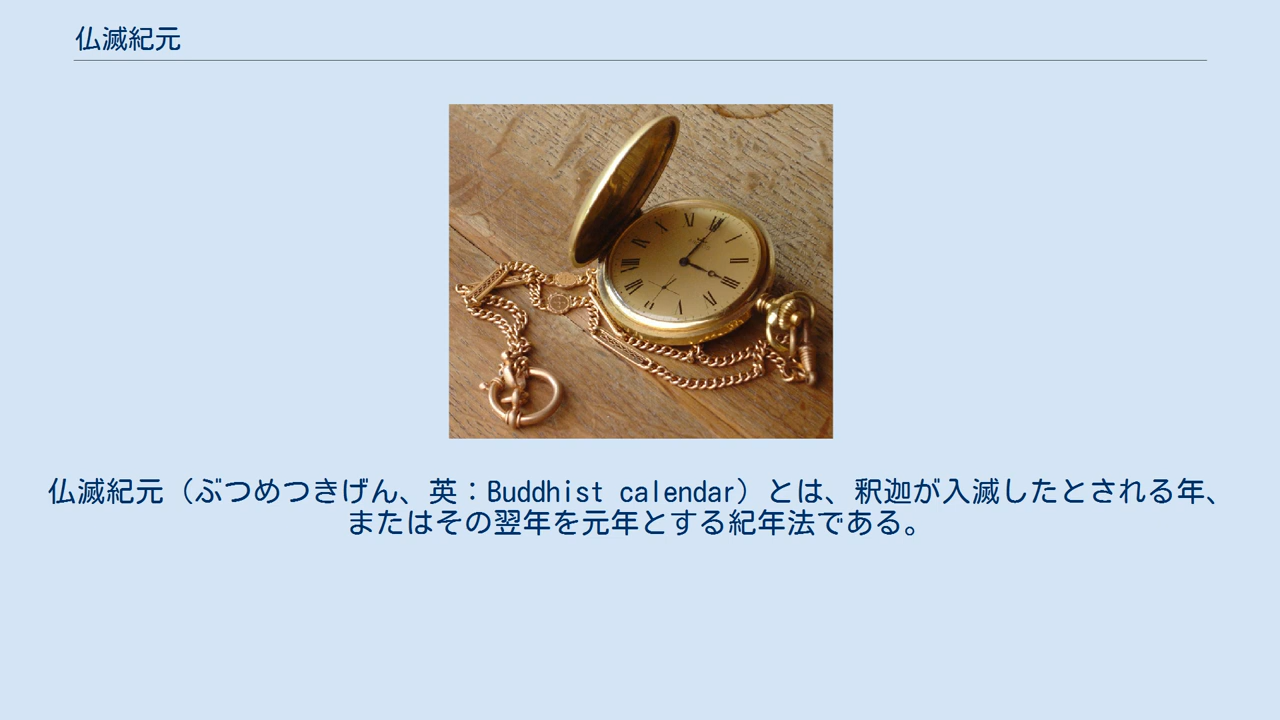 仏滅紀元
仏滅紀元（ぶつめつきげん、英：Buddhist calendar）とは、釈迦が入滅したとされる年、
またはその翌年を元年とする紀年法である。